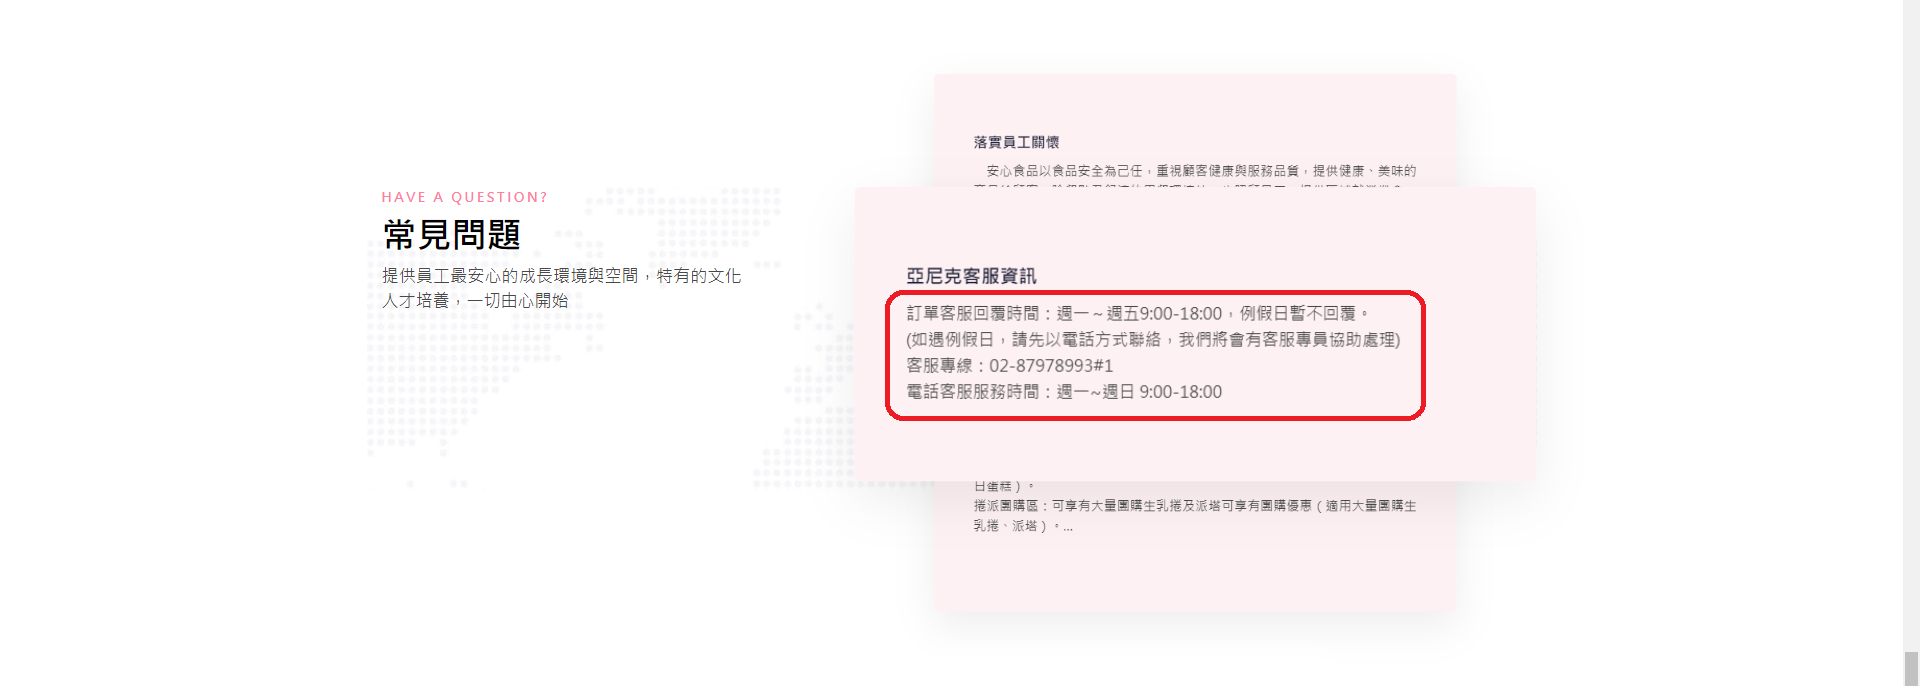 HAVE A QUESTION?
常見問題
提供員工最安心的成長環境與空間，特有的文化
人才培養，一切由心開始
落實員工關懷
安心食品以食品安全為己任，重視顧客健康與服務品質，提供健康、美味的
亞尼克客服資訊
訂單客服回覆時間：週一～週五9:00-18:00，例假日暫不回覆。
(如遇例假日，請先以電話方式聯絡，我們將會有客服專員協助處理)
客服專線：02-87978993#1
電話客服服務時間：週一~週日 9:00-18:00
日蛋糕）。
捲派團購區：可享有大量團購生乳捲及派塔可享有團購優惠（適用大量團購生
乳捲、派塔）。...